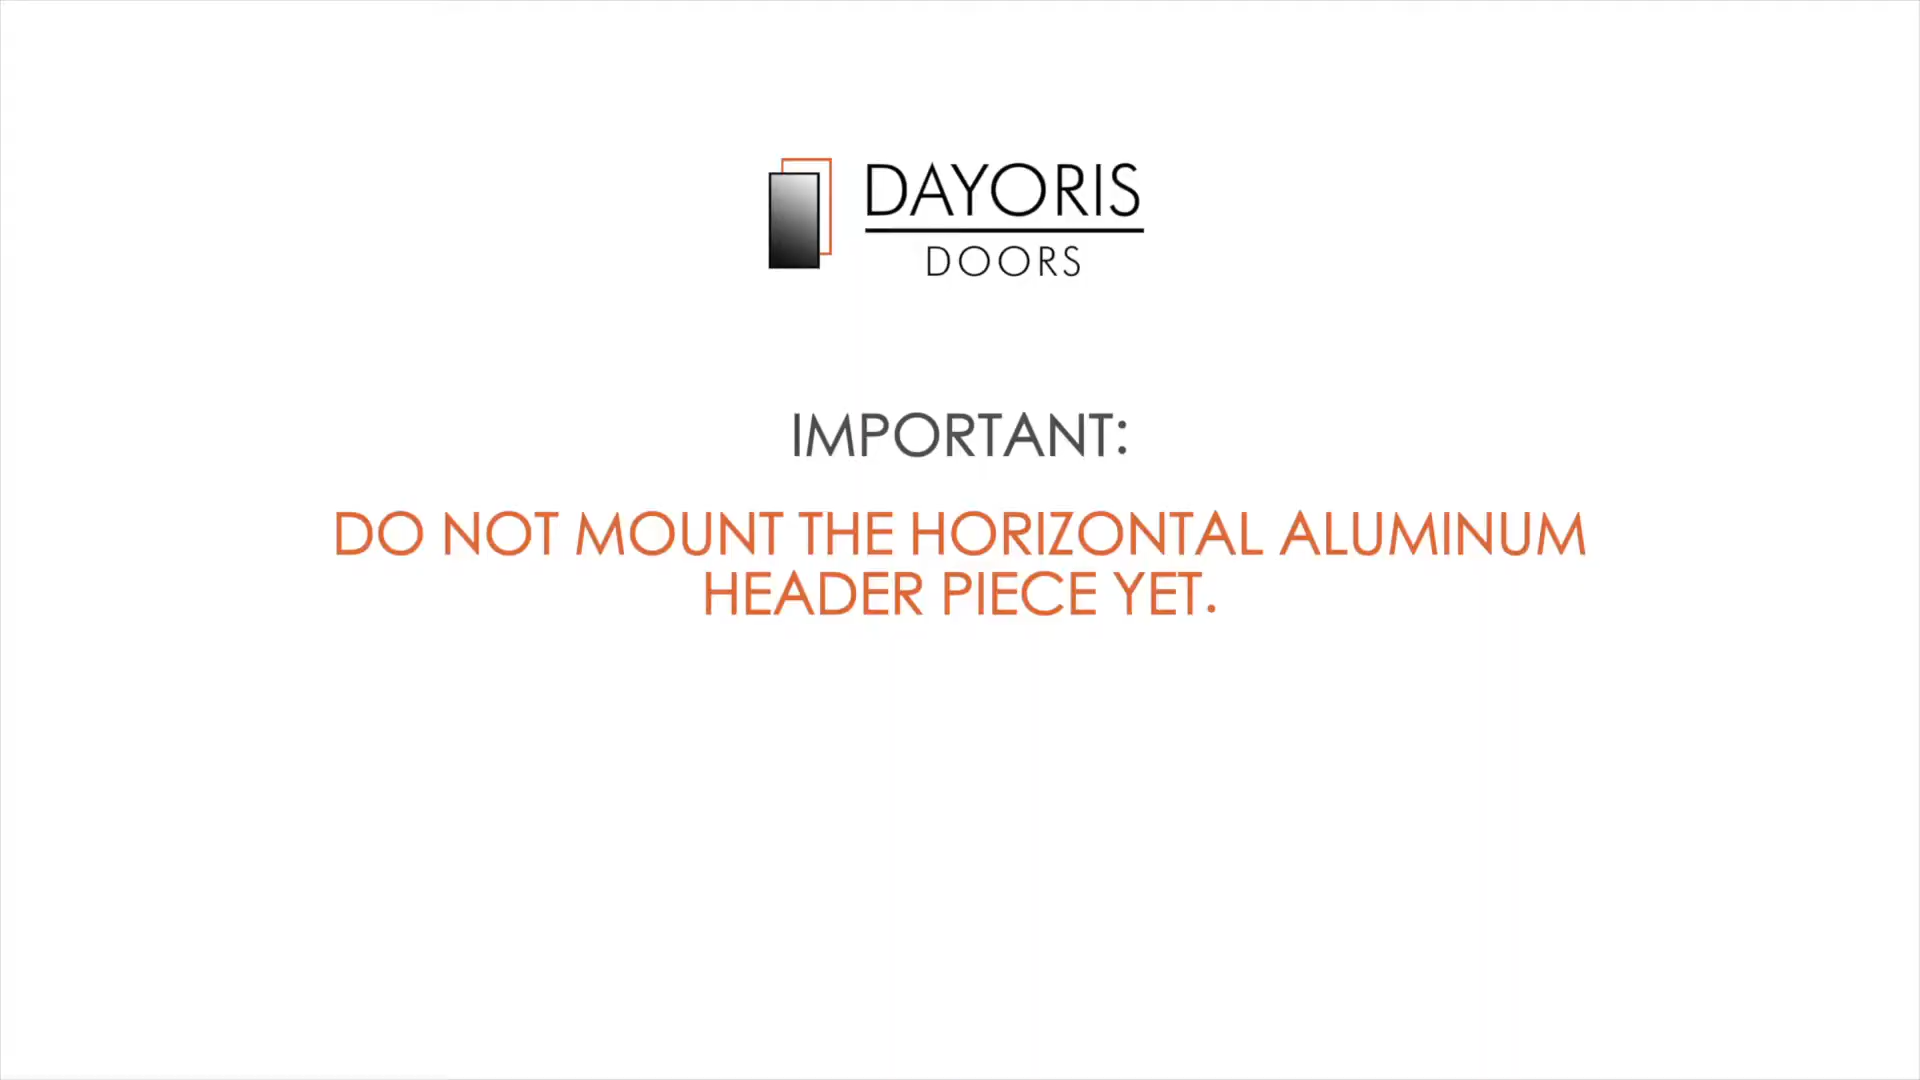 DAYORIS
DOORS
IMPORTANT:
DO NOT MOUNT THE HORIZONTAL ALUMINUM
HEADER PIECE YET.